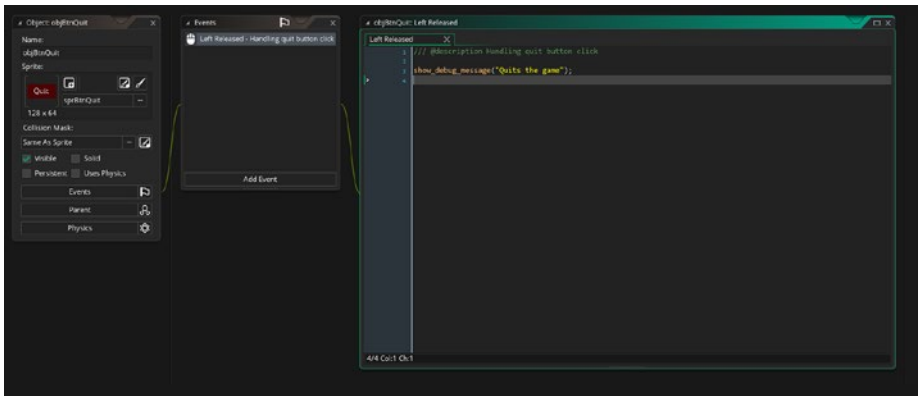 Object: objBtnQuit
Name:
objBtnQuit
Sprite:
Quit
sprBtnQuit
128 x 64
Collision Mask:
Same As Sprite
Visible
Solid
Persistent
Uses Physics
Events
Parent
Physics
Events
Left Released - Handling quit button click
Add Event
objBtnQuit: Left Released
Left Released
1 /// @description Handling quit button click
2
3 show_debug_message("Quits the game");
4
4/4 Col:1 Ch:1